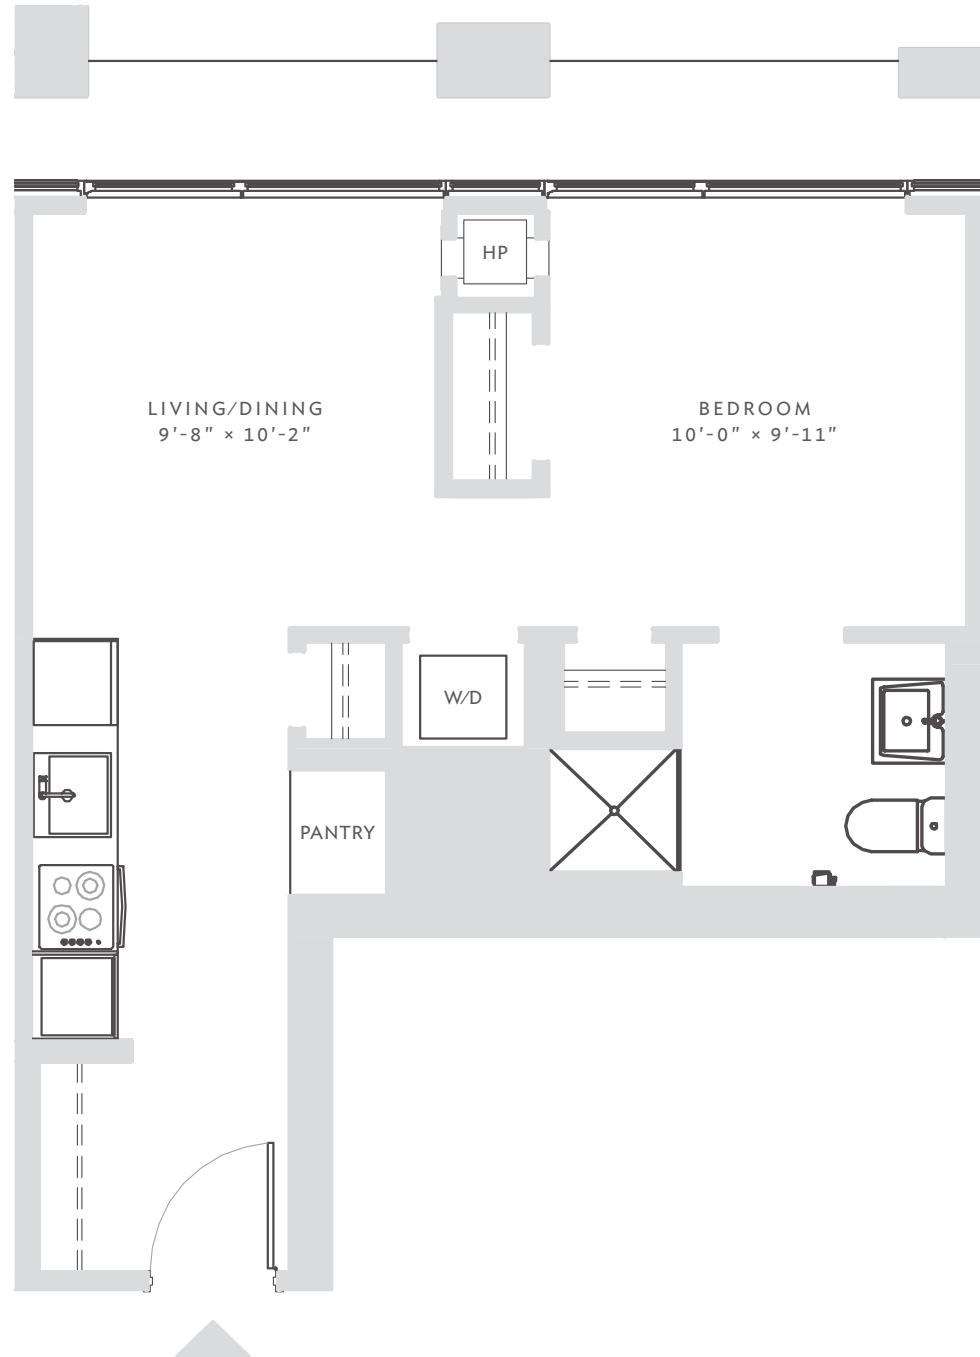 HP
LIVING/DINING
9'-8" × 10'-2"
BEDROOM
10'-0" × 9'-11"
W/D
PANTRY